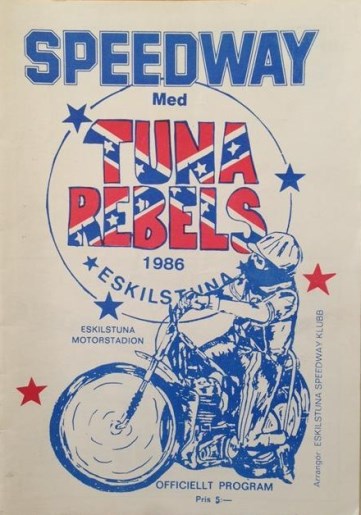 SPEEDWAY
Med
TUNA
REBELS
1986
ESKILSTUNA
ESKILSTUNA
MOTORSTADION
Arrangör ESKILSTUNA SPEEDWAY KLUBB
OFFICIELLT PROGRAM
Pris 5:—